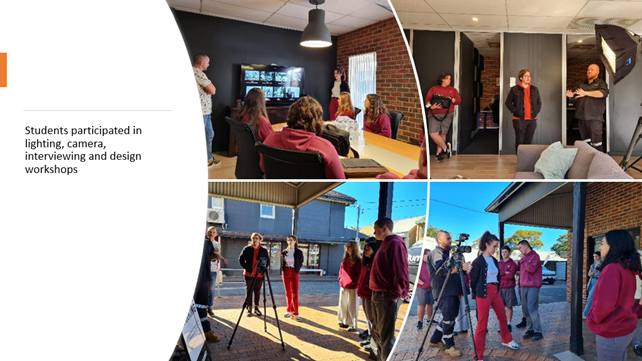 Students participated in
lighting, camera,
interviewing and design
workshops